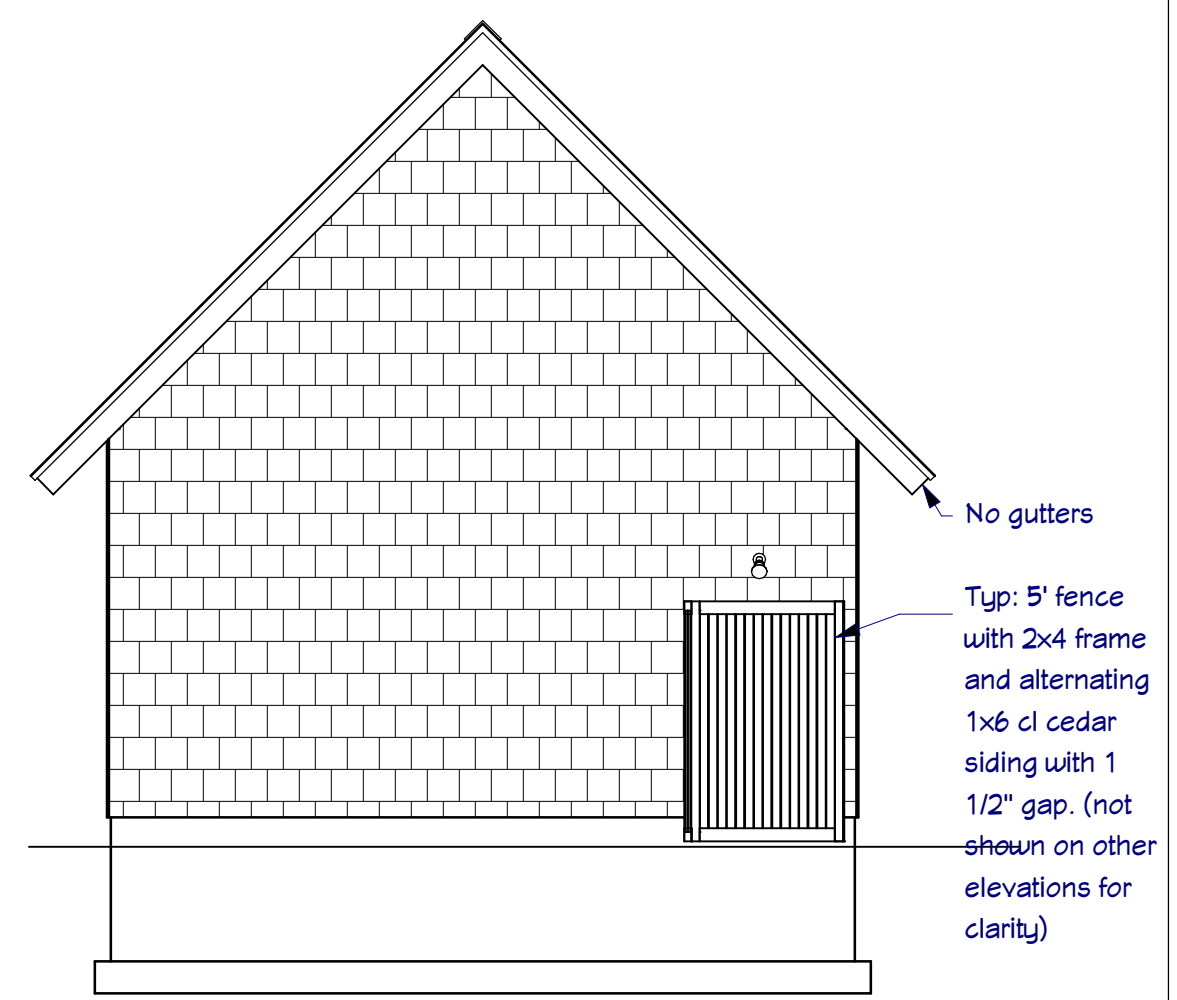 No gutters
Typ: 5' fence
with 2x4 frame
and alternating
1x6 cl cedar
siding with 1
1/2" gap. (not
shown on other
elevations for
clarity)